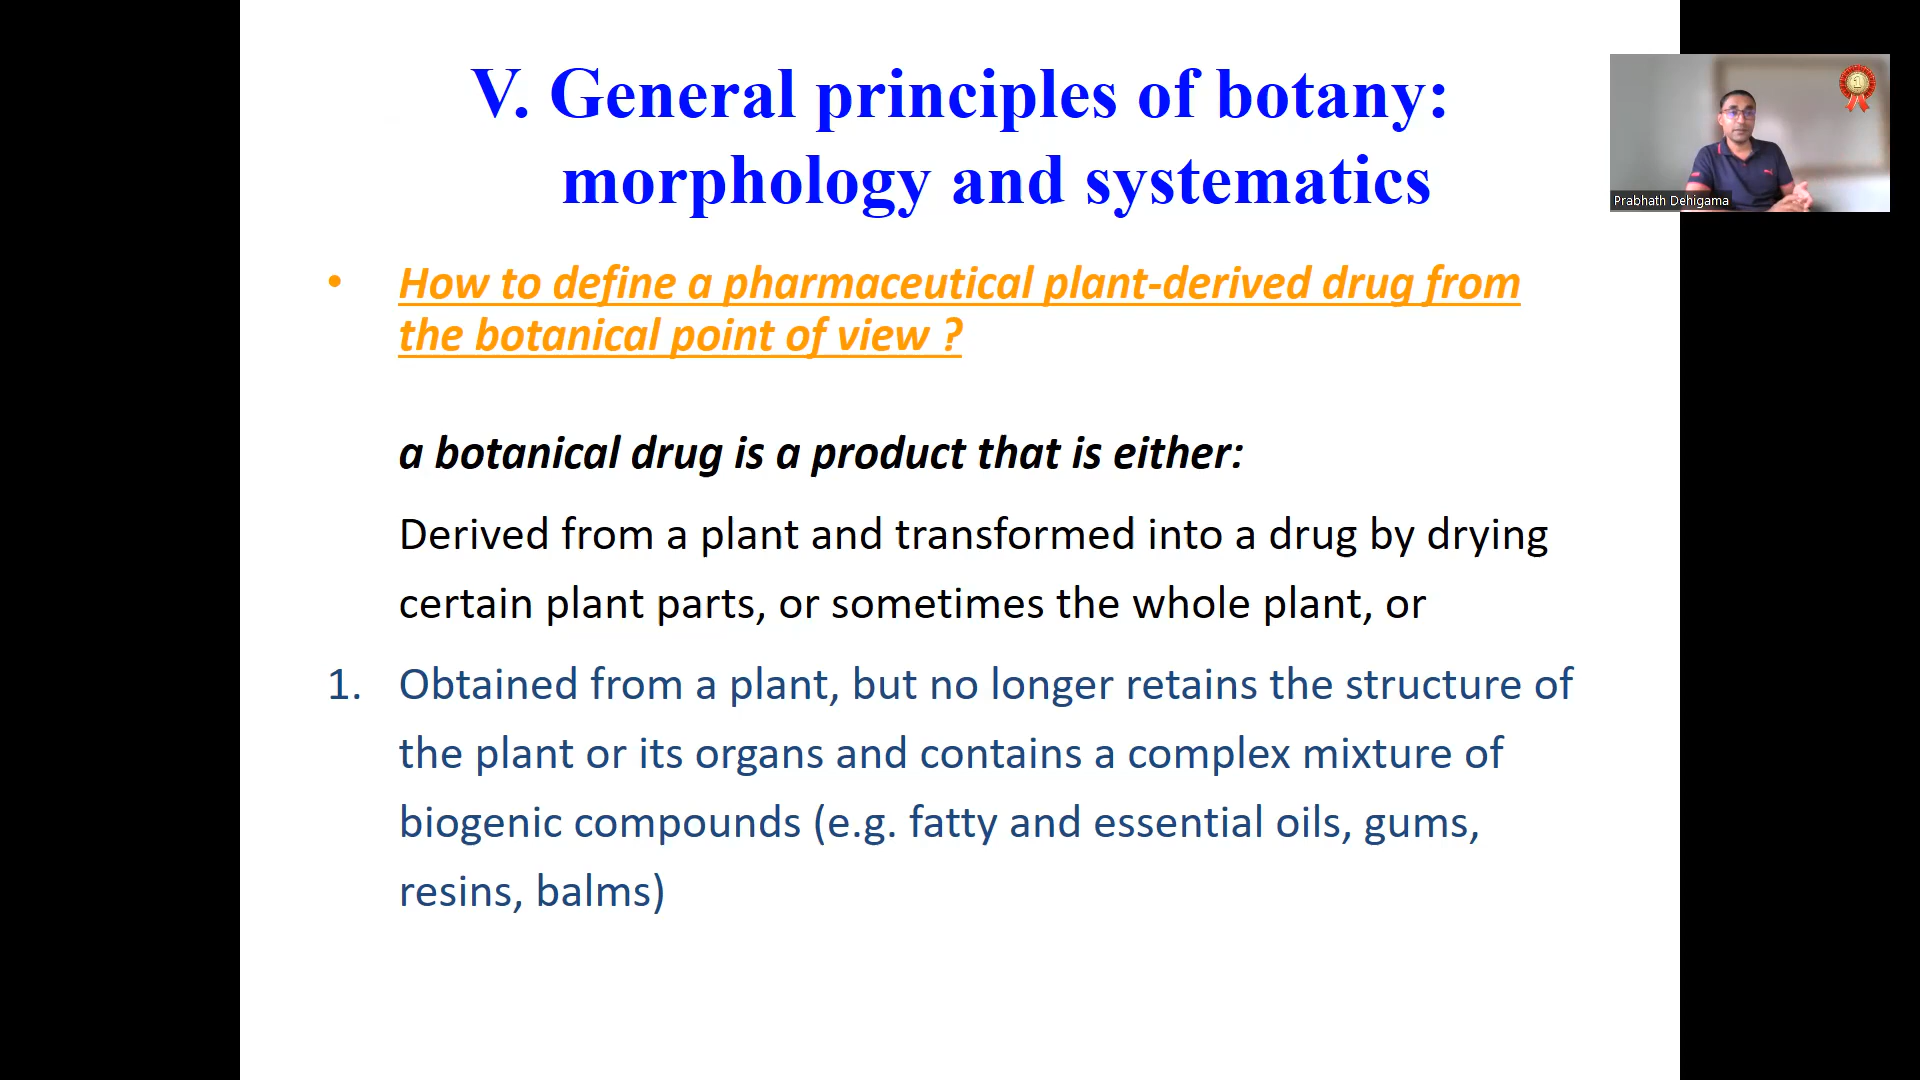 V. General principles of botany:
morphology and systematics
Prabhath Dehigama
• How to define a pharmaceutical plant-derived drug from
the botanical point of view ?
a botanical drug is a product that is either:
Derived from a plant and transformed into a drug by drying
certain plant parts, or sometimes the whole plant, or
1. Obtained from a plant, but no longer retains the structure of
the plant or its organs and contains a complex mixture of
biogenic compounds (e.g. fatty and essential oils, gums,
resins, balms)